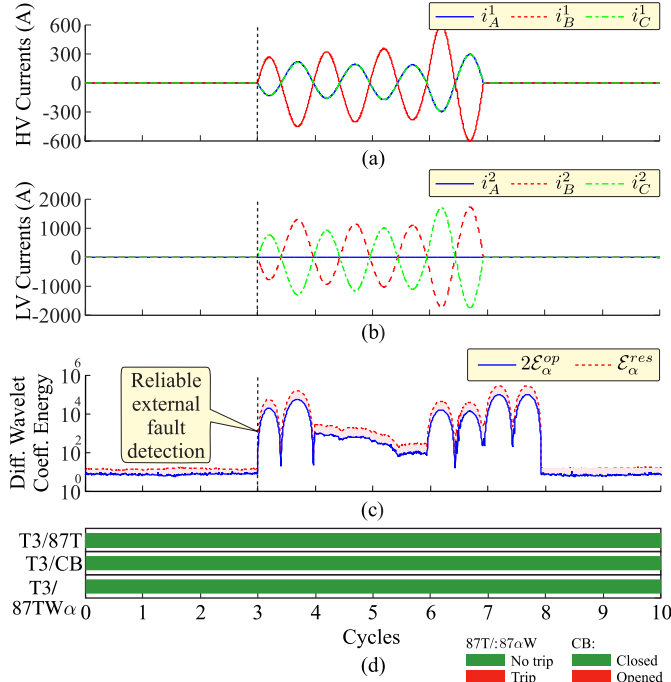 i_A^1 i_B^1 i_C^1
HV Currents (A)
600
300
0
-300
-600
(a)
i_A^2 i_B^2 i_C^2
LV Currents (A)
2000
1000
0
-1000
-2000
(b)
2ℰ_α^op ℰ_α^res
Diff. Wavelet
Coeff. Energy
10^6
10^4
10^2
10^0
Reliable
external
fault
detection
(c)
T3/87T
T3/CB
T3/
87TWα
0 1 2 3 4 5 6 7 8 9 10
Cycles
(d)
87T/:87αW CB:
No trip Closed
Trip Opened